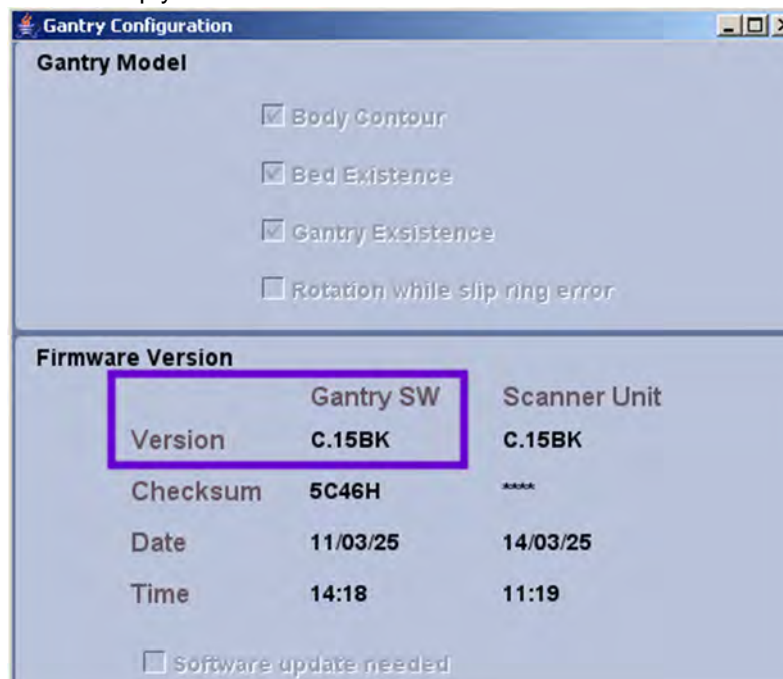 Gantry Configuration
Gantry Model
Body Contour
Bed Existence
Gantry Exsistence
Rotation while slip ring error
Firmware Version
Gantry SW Scanner Unit
Version C.15BK C.15BK
Checksum 5C46H ****
Date 11/03/25 14/03/25
Time 14:18 11:19
Software update needed